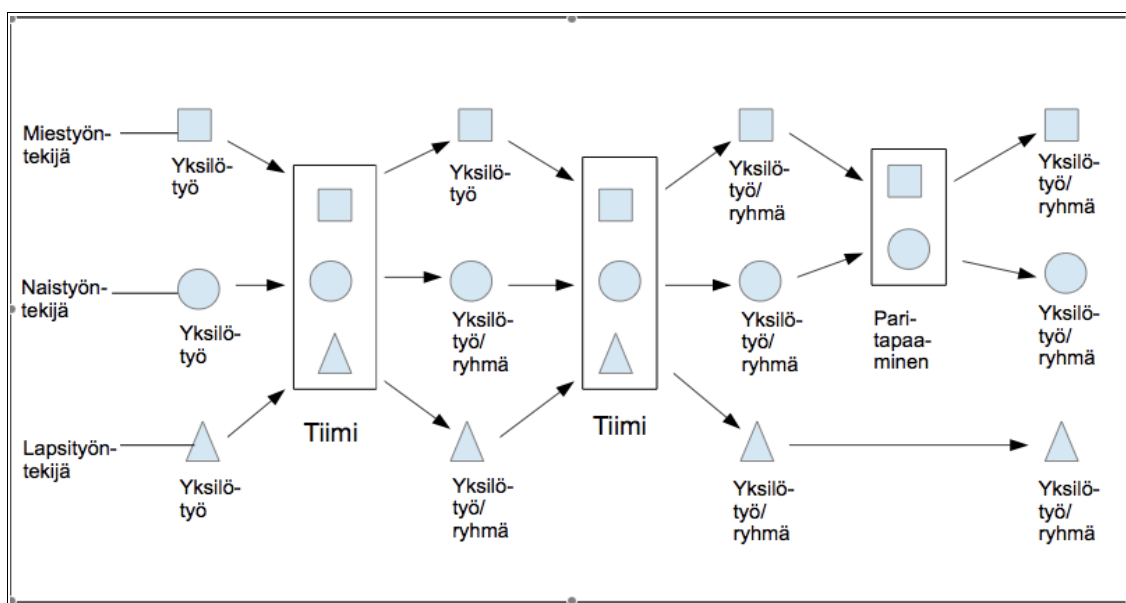 Miestyön-
tekijä
Yksilö-
työ
Yksilö-
työ
Yksilö-
työ/
ryhmä
Yksilö-
työ/
ryhmä
Naistyön-
tekijä
Yksilö-
työ
Yksilö-
työ/
ryhmä
Yksilö-
työ/
ryhmä
Pari-
tapaa-
minen
Yksilö-
työ/
ryhmä
Tiimi
Tiimi
Lapsityön-
tekijä
Yksilö-
työ
Yksilö-
työ/
ryhmä
Yksilö-
työ/
ryhmä
Yksilö-
työ/
ryhmä